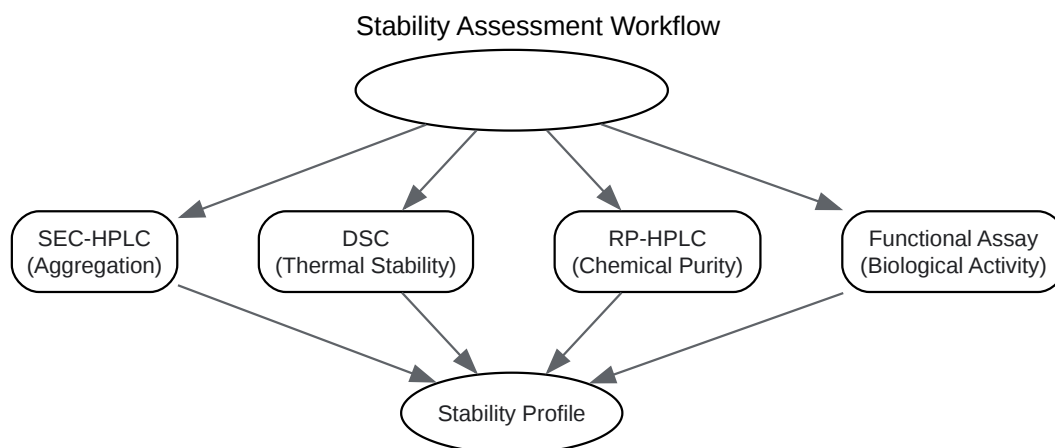 Stability Assessment Workflow
SEC-HPLC
(Aggregation)
DSC
(Thermal Stability)
RP-HPLC
(Chemical Purity)
Functional Assay
(Biological Activity)
Stability Profile